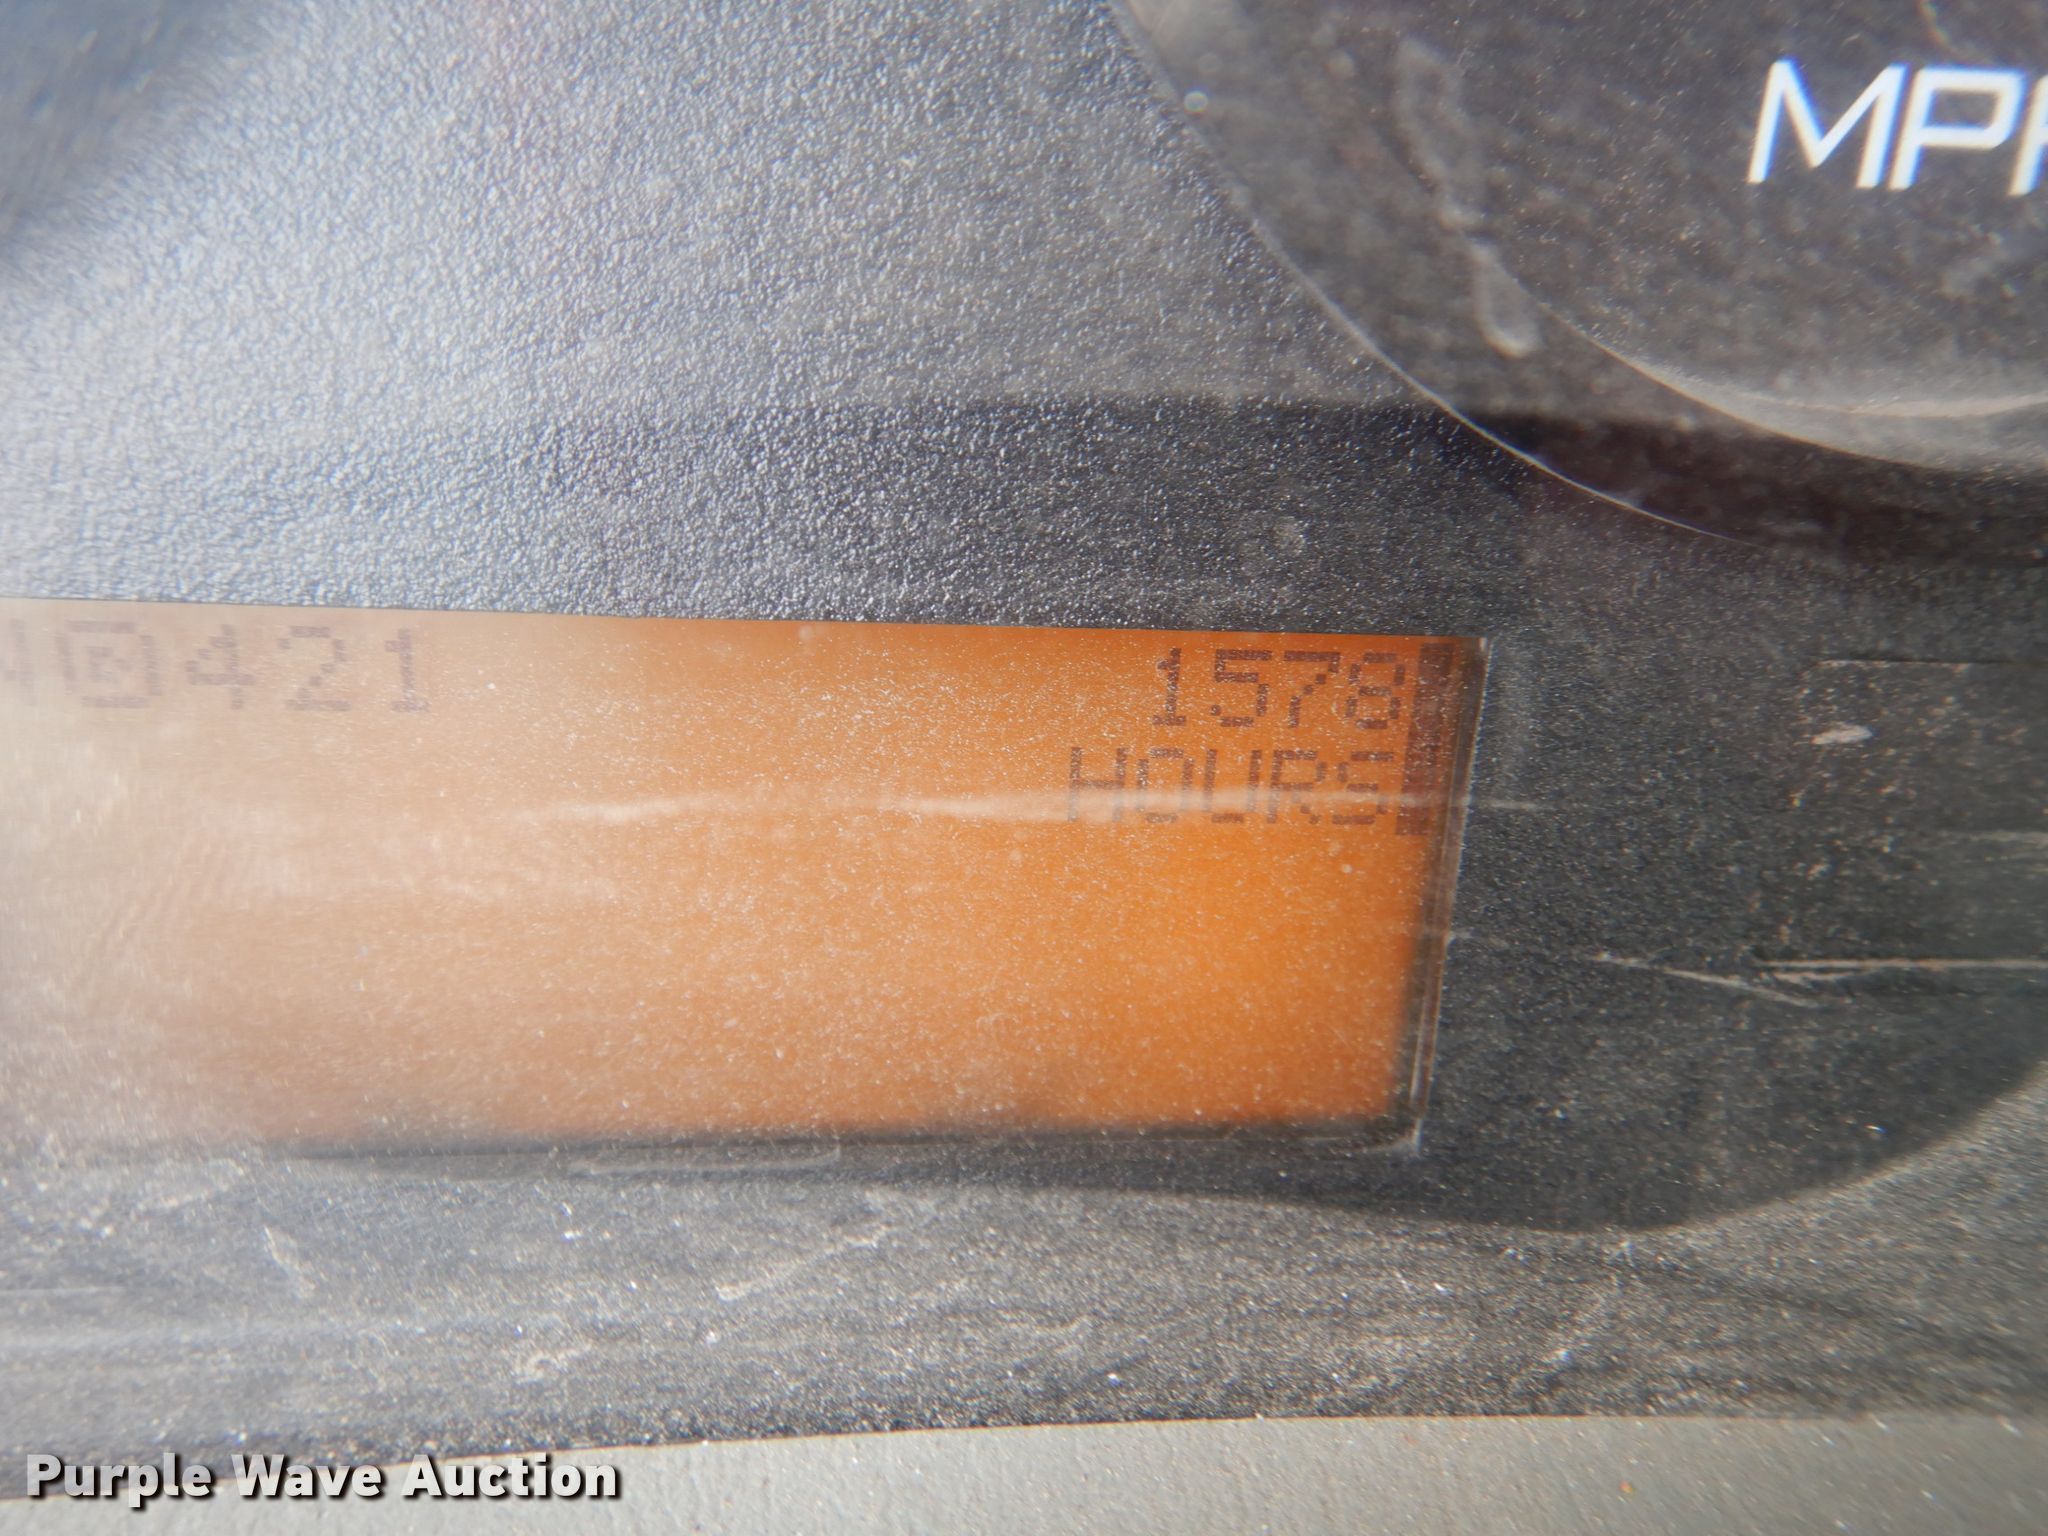 MPH
421 1578
HOURS
Purple Wave Auction